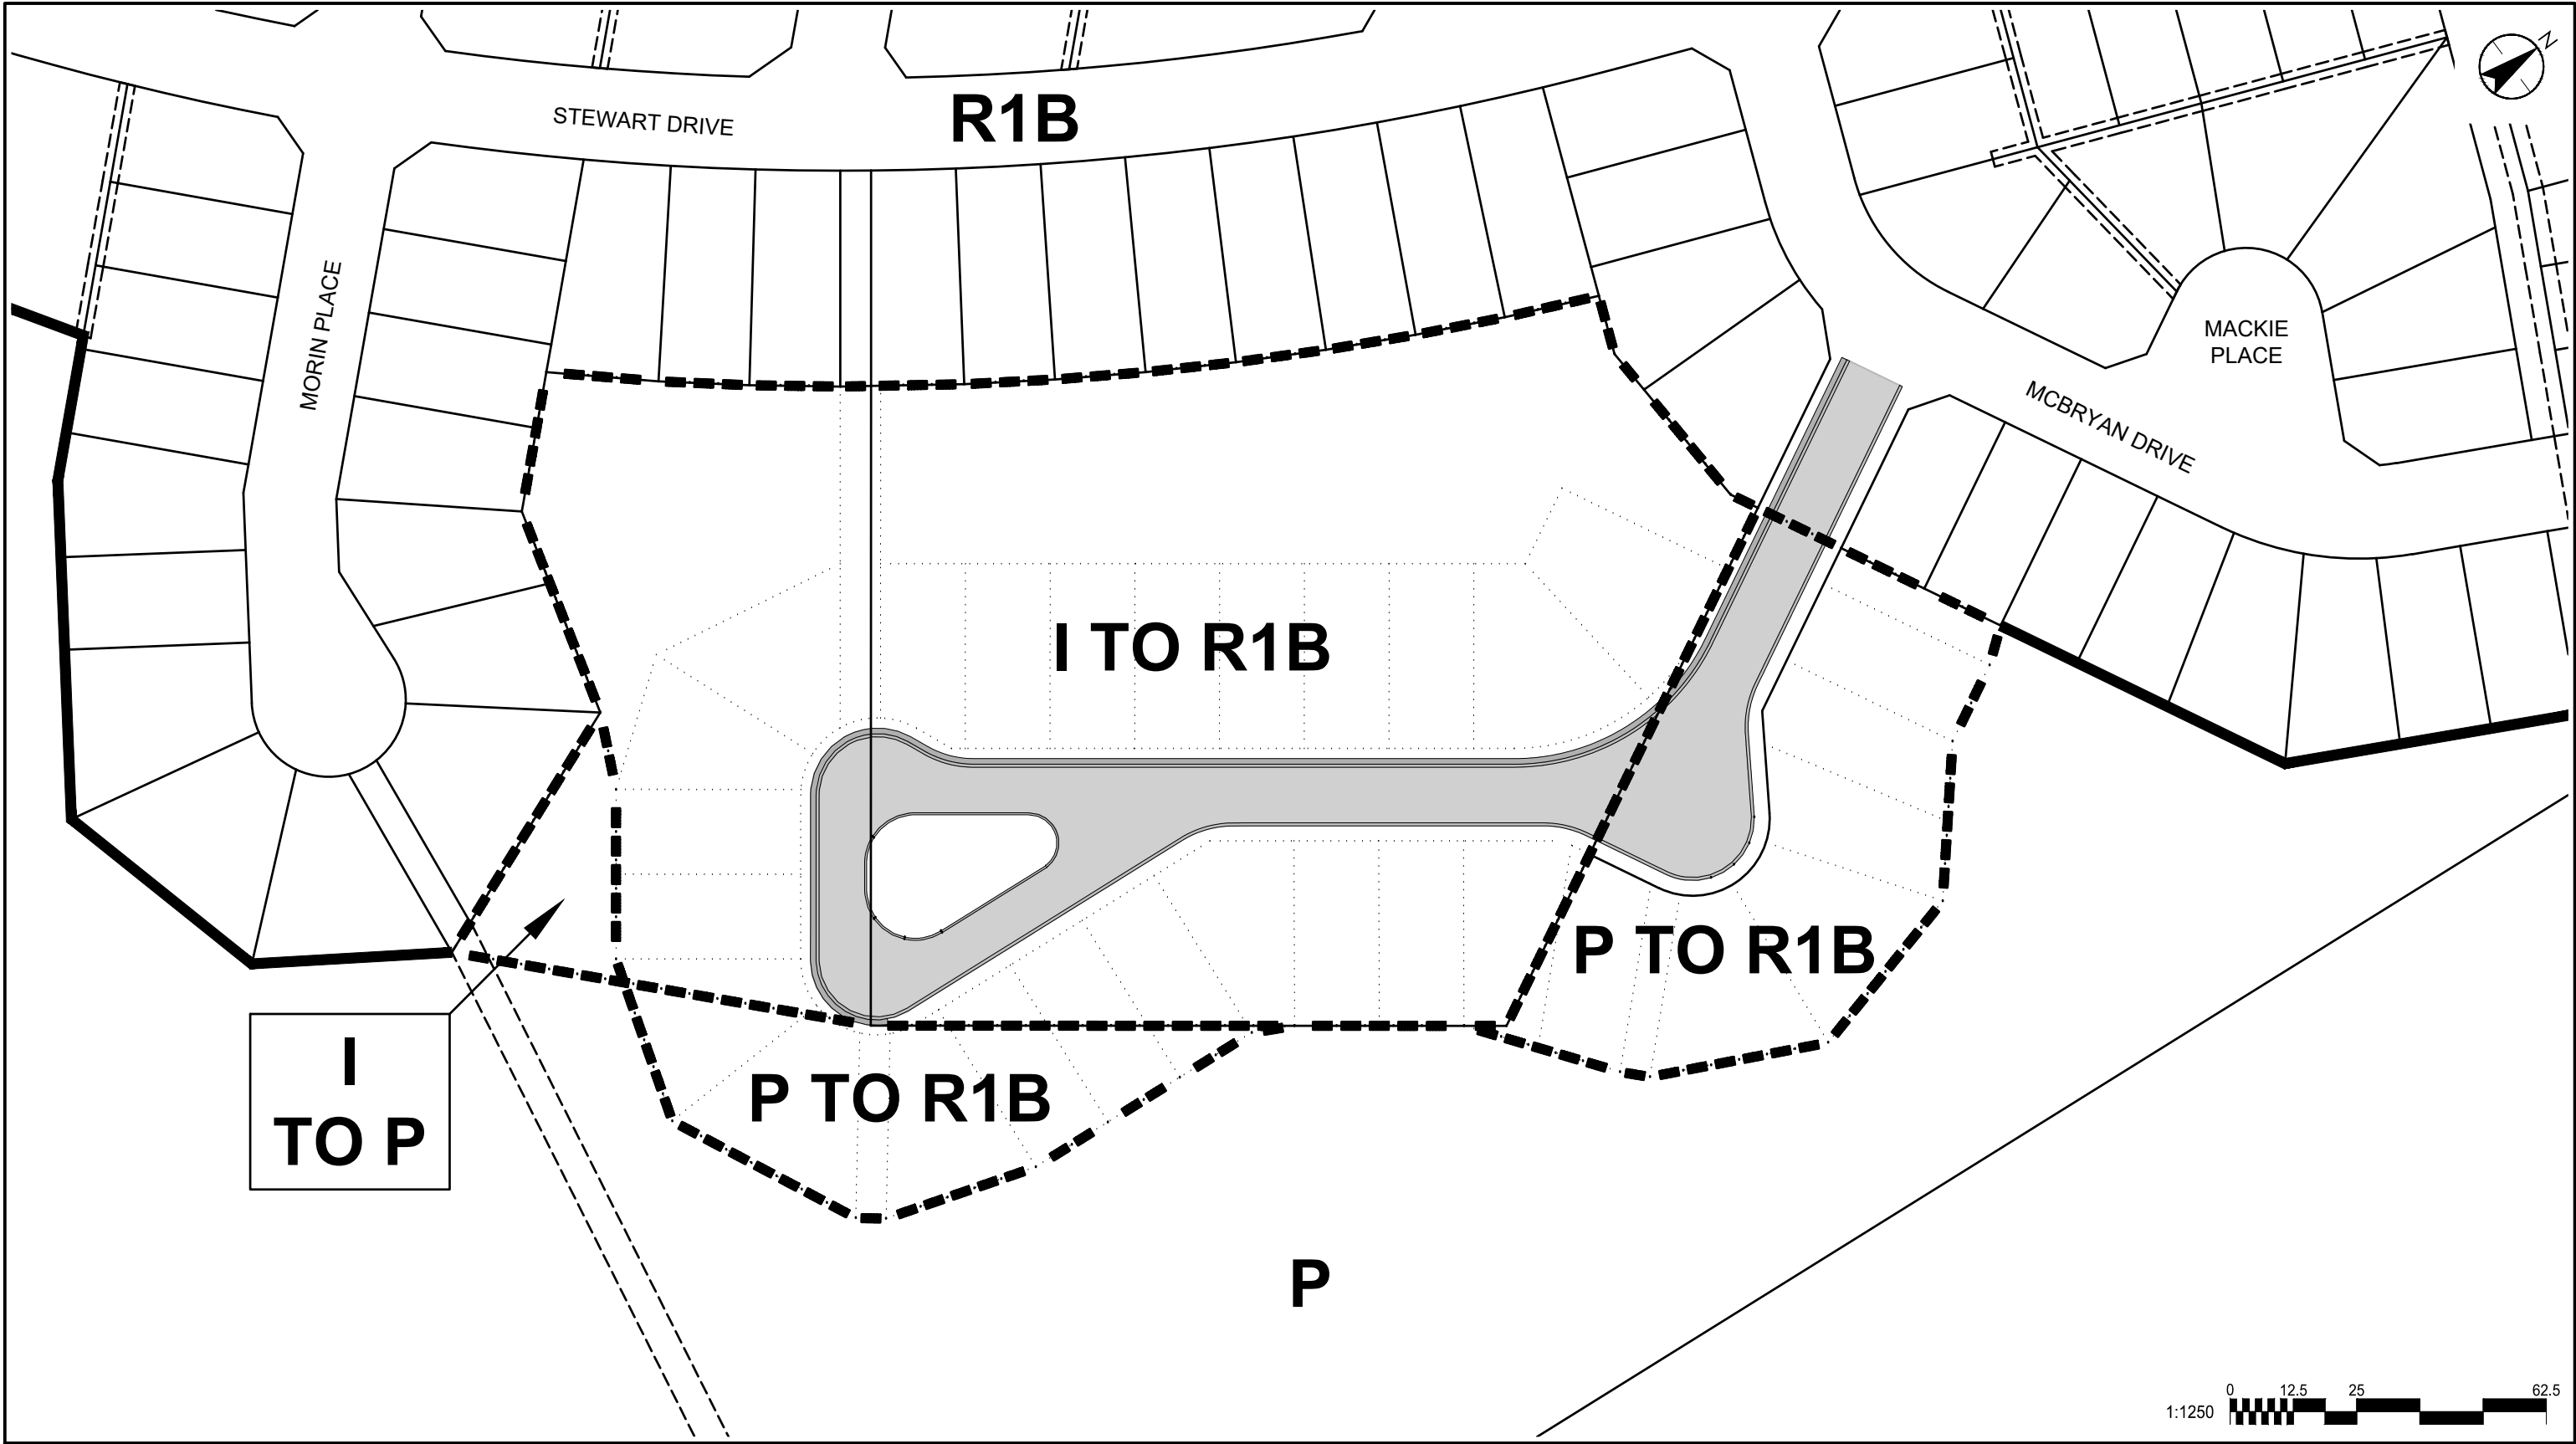 N
STEWART DRIVE
R1B
MORIN PLACE
MACKIE
PLACE
MCBRYAN DRIVE
I TO R1B
P TO R1B
I
TO P
P TO R1B
P
1:1250
0 12.5 25 62.5